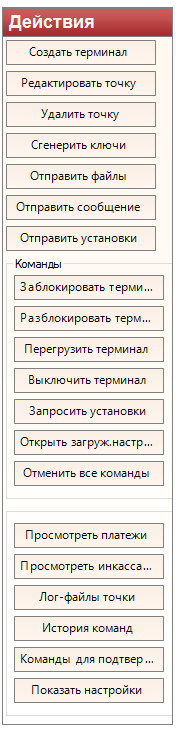 Действия
Создать терминал
Редактировать точку
Удалить точку
Сгенерить ключи
Отправить файлы
Отправить сообщение
Отправить установки
Команды
Заблокировать терми...
Разблокировать терм...
Перегрузить терминал
Выключить терминал
Запросить установки
Открыть загруж.настр...
Отменить все команды
Просмотреть платежи
Просмотреть инкасса...
Лог-файлы точки
История команд
Команды для подтвер...
Показать настройки